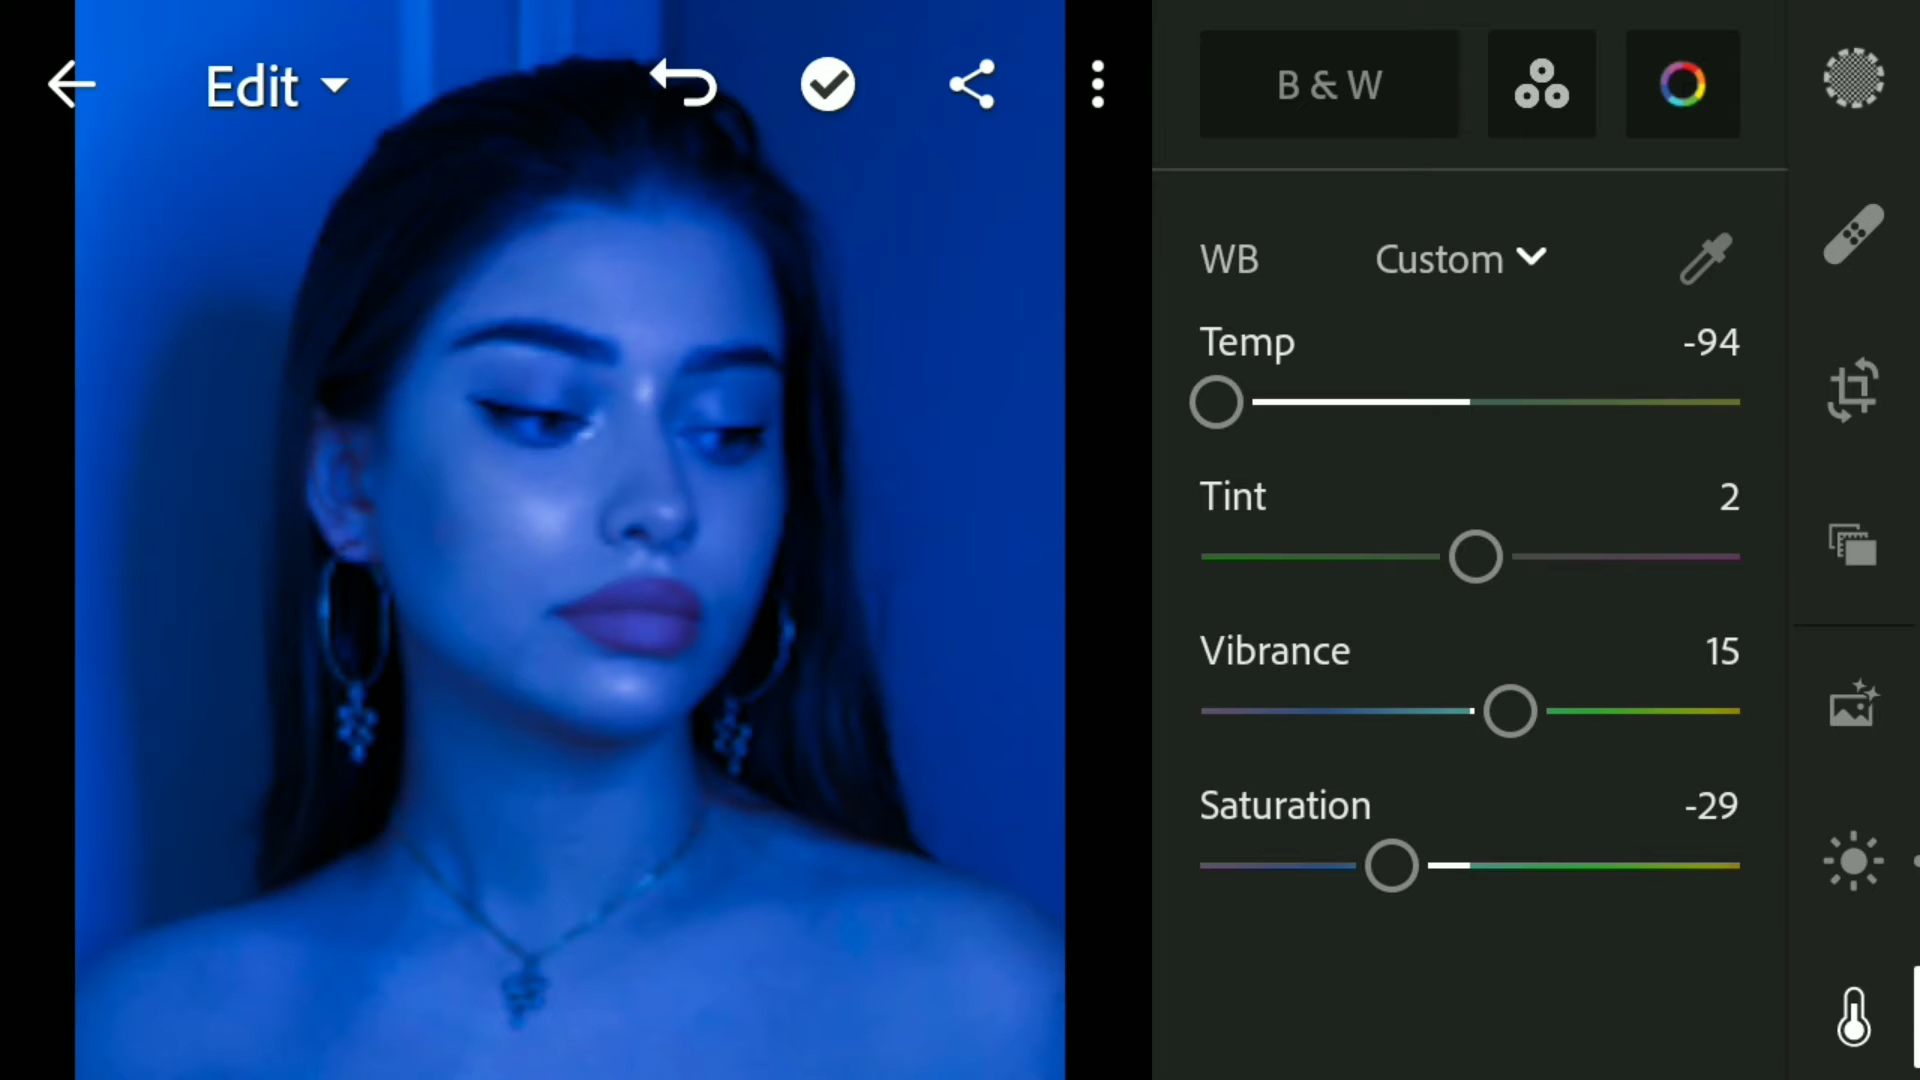 Edit
B & W
WB Custom
Temp -94
Tint 2
Vibrance 15
Saturation -29